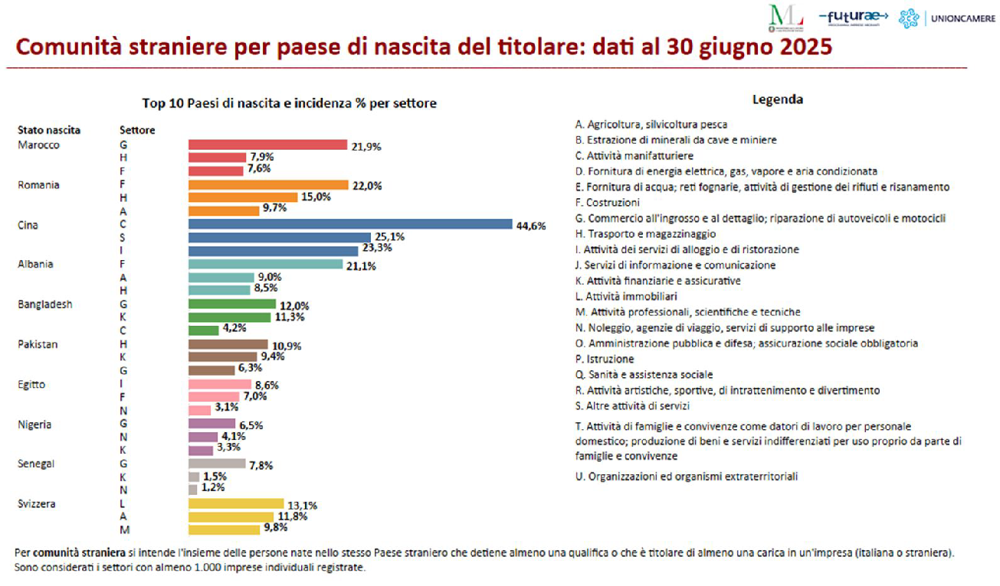 ML
futurae
PROGRAMMA IMPRESE MIGRANTI
UNIONCAMERE
Comunità straniere per paese di nascita del titolare: dati al 30 giugno 2025
Top 10 Paesi di nascita e incidenza % per settore
Stato nascita Settore
Marocco G 21,9%
H 7,9%
F 7,6%
Romania F 22,0%
H 15,0%
A 9,7%
Cina C 44,6%
S 25,1%
I 23,3%
Albania F 21,1%
A 9,0%
H 8,5%
Bangladesh G 12,0%
K 11,3%
C 4,2%
Pakistan H 10,9%
K 9,4%
G 6,3%
Egitto I 8,6%
F 7,0%
N 3,1%
Nigeria G 6,5%
N 4,1%
K 3,3%
Senegal G 7,8%
K 1,5%
N 1,2%
Svizzera L 13,1%
A 11,8%
M 9,8%
Legenda
A. Agricoltura, silvicoltura pesca
B. Estrazione di minerali da cave e miniere
C. Attività manifatturiere
D. Fornitura di energia elettrica, gas, vapore e aria condizionata
E. Fornitura di acqua; reti fognarie, attività di gestione dei rifiuti e risanamento
F. Costruzioni
G. Commercio all'ingrosso e al dettaglio; riparazione di autoveicoli e motocicli
H. Trasporto e magazzinaggio
I. Attività dei servizi di alloggio e di ristorazione
J. Servizi di informazione e comunicazione
K. Attività finanziarie e assicurative
L. Attività immobiliari
M. Attività professionali, scientifiche e tecniche
N. Noleggio, agenzie di viaggio, servizi di supporto alle imprese
O. Amministrazione pubblica e difesa; assicurazione sociale obbligatoria
P. Istruzione
Q. Sanità e assistenza sociale
R. Attività artistiche, sportive, di intrattenimento e divertimento
S. Altre attività di servizi
T. Attività di famiglie e convivenze come datori di lavoro per personale
domestico; produzione di beni e servizi indifferenziati per uso proprio da parte di
famiglie e convivenze
U. Organizzazioni ed organismi extraterritoriali
Per comunità straniera si intende l'insieme delle persone nate nello stesso Paese straniero che detiene almeno una qualifica o che è titolare di almeno una carica in un'impresa (italiana o straniera).
Sono considerati i settori con almeno 1.000 imprese individuali registrate.